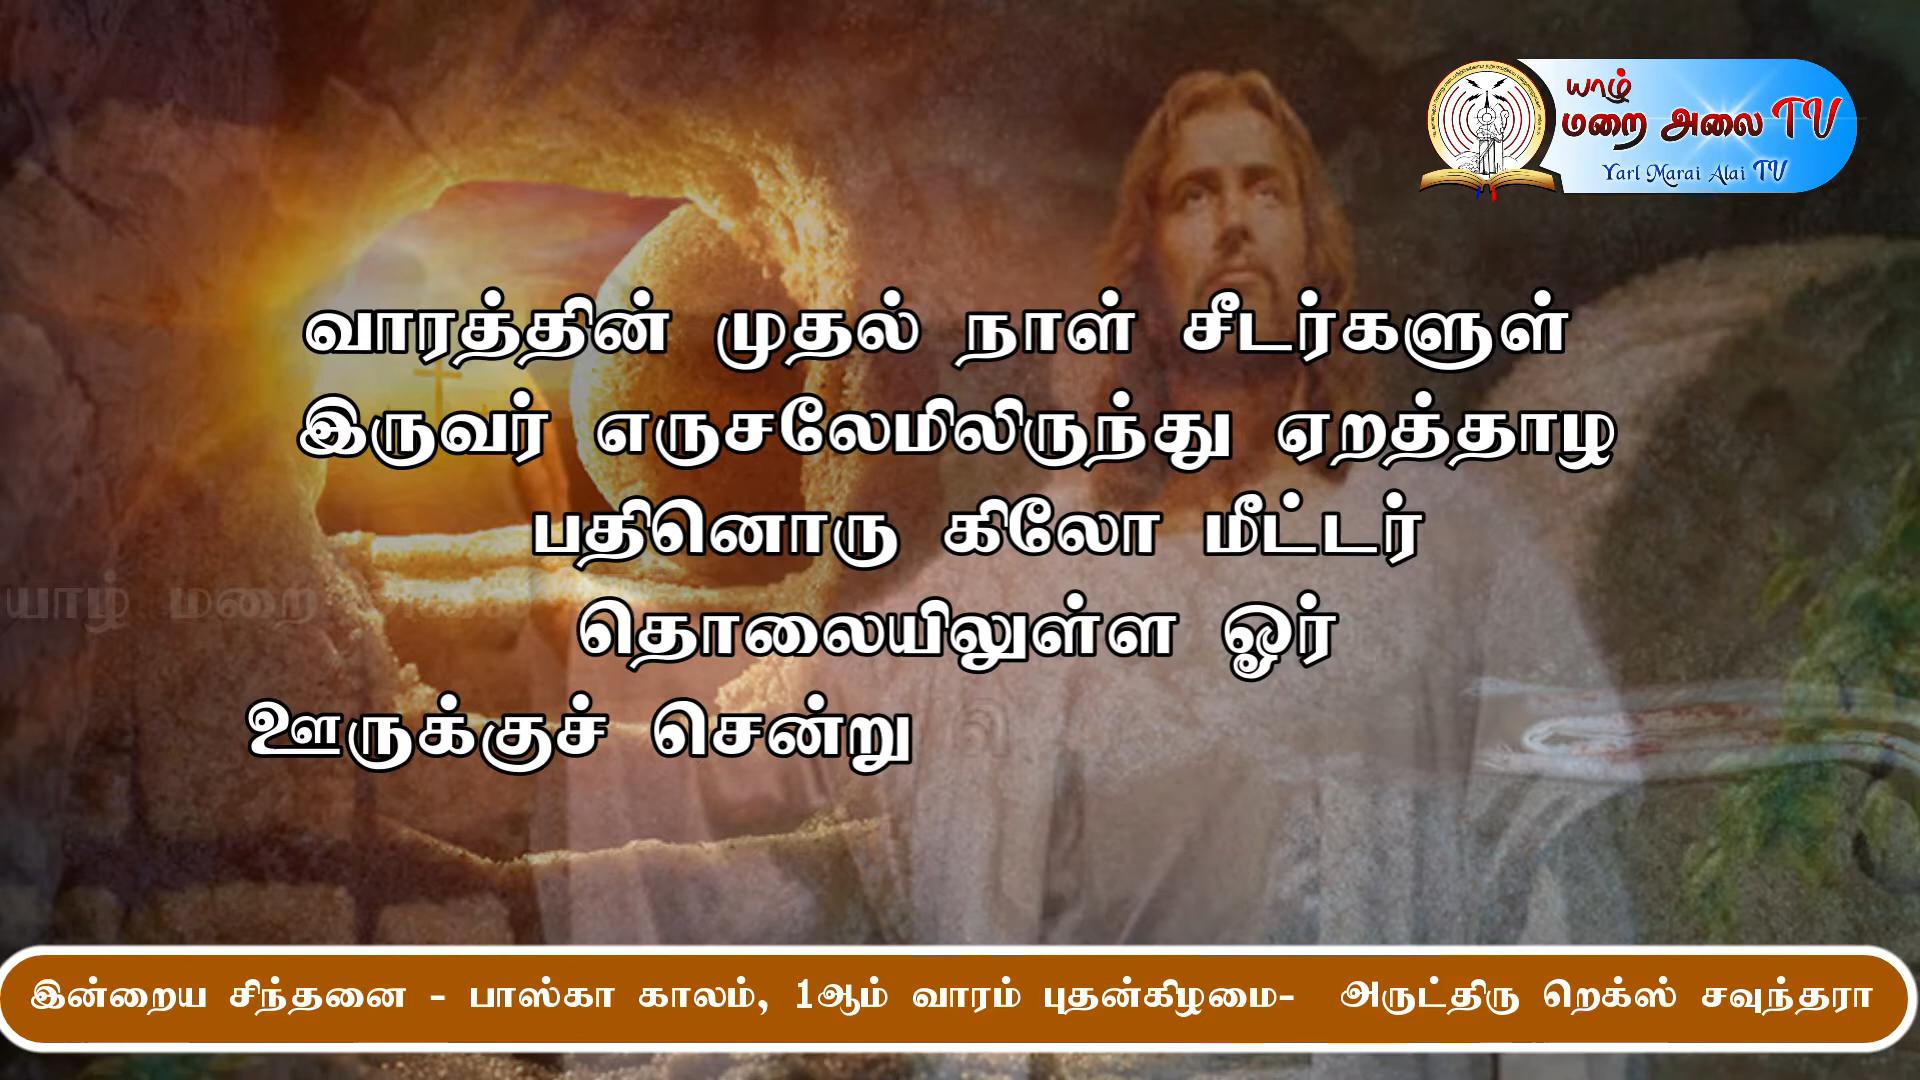 யாழ்
மறை அலை TV
Yarl Marai Alai TV
வாரத்தின் முதல் நாள் சீடர்களுள்
இருவர் எருசலேமிலிருந்து ஏறத்தாழ
பதினொரு கிலோ மீட்டர்
தொலையிலுள்ள ஓர்
ஊருக்குச் சென்று
யாழ் மறை
இன்றைய சிந்தனை - பாஸ்கா காலம், 1ஆம் வாரம் புதன்கிழமை- அருட்திரு றெக்ஸ் சவுந்தரா